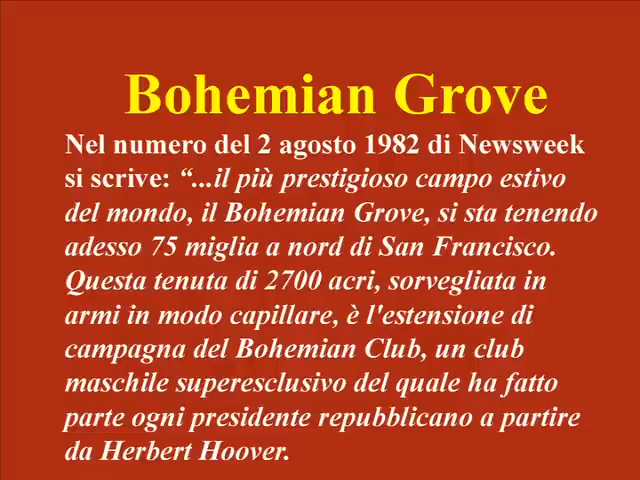 Bohemian Grove
Nel numero del 2 agosto 1982 di Newsweek
si scrive: “...il più prestigioso campo estivo
del mondo, il Bohemian Grove, si sta tenendo
adesso 75 miglia a nord di San Francisco.
Questa tenuta di 2700 acri, sorvegliata in
armi in modo capillare, è l'estensione di
campagna del Bohemian Club, un club
maschile superesclusivo del quale ha fatto
parte ogni presidente repubblicano a partire
da Herbert Hoover.